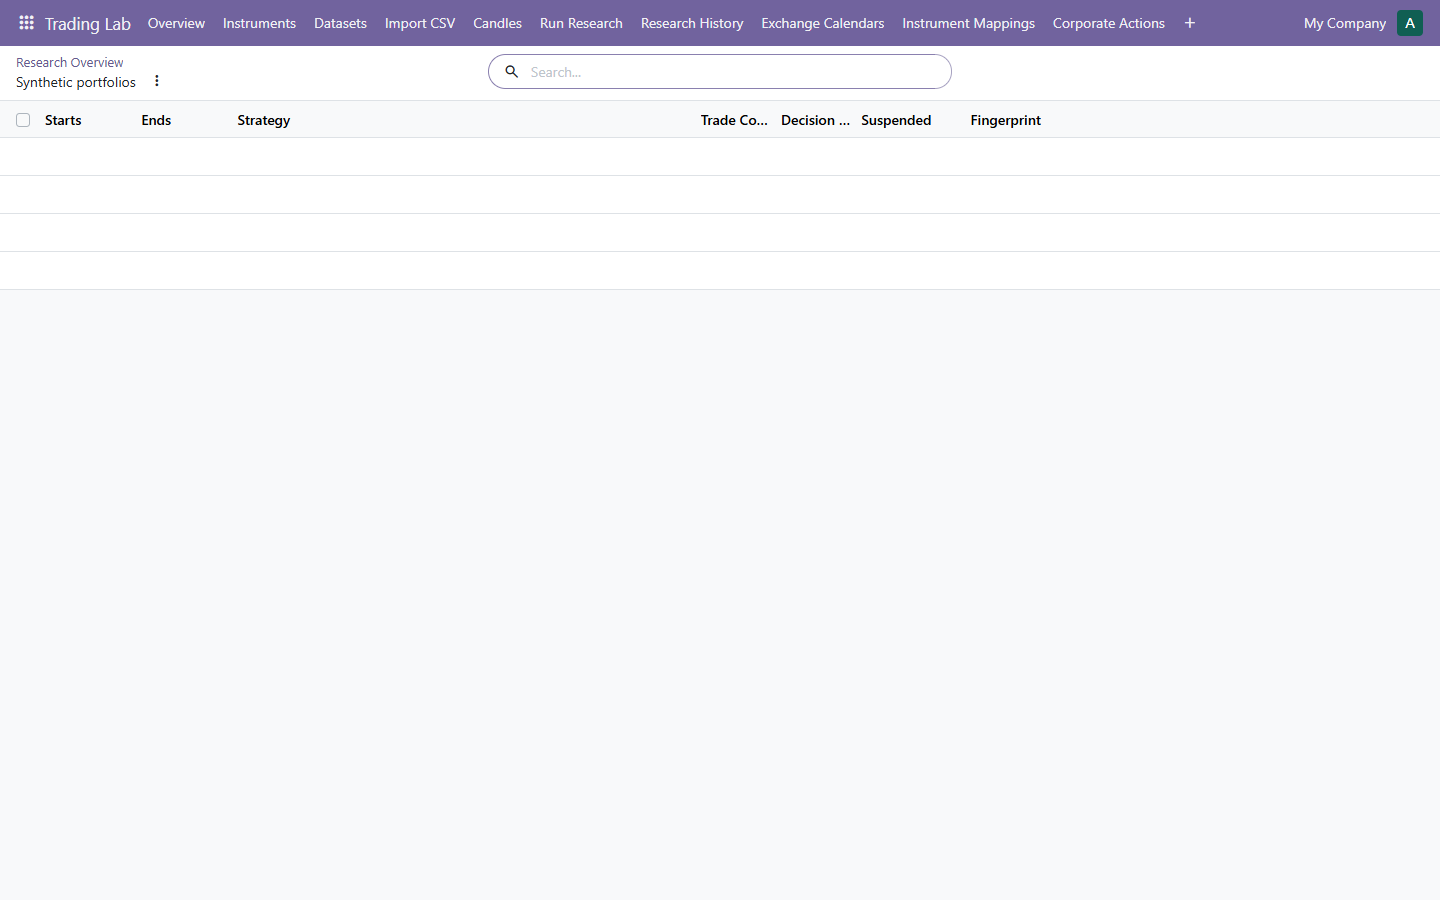 Trading Lab Overview Instruments Datasets Import CSV Candles Run Research Research History Exchange Calendars Instrument Mappings Corporate Actions + My Company A
Research Overview
Synthetic portfolios
Search...
Starts Ends Strategy Trade Co... Decision ... Suspended Fingerprint